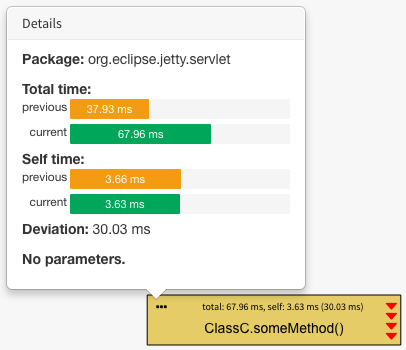 Details
Package: org.eclipse.jetty.servlet
Total time:
previous 37.93 ms
current 67.96 ms
Self time:
previous 3.66 ms
current 3.63 ms
Deviation: 30.03 ms
No parameters.
total: 67.96 ms, self: 3.63 ms (30.03 ms)
ClassC.someMethod()